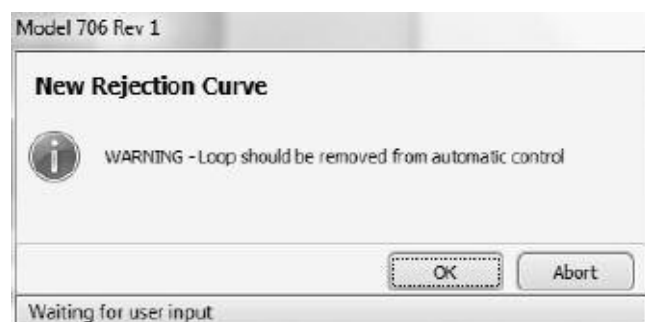 Model 706 Rev 1
New Rejection Curve
WARNING - Loop should be removed from automatic control
OK Abort
Waiting for user input